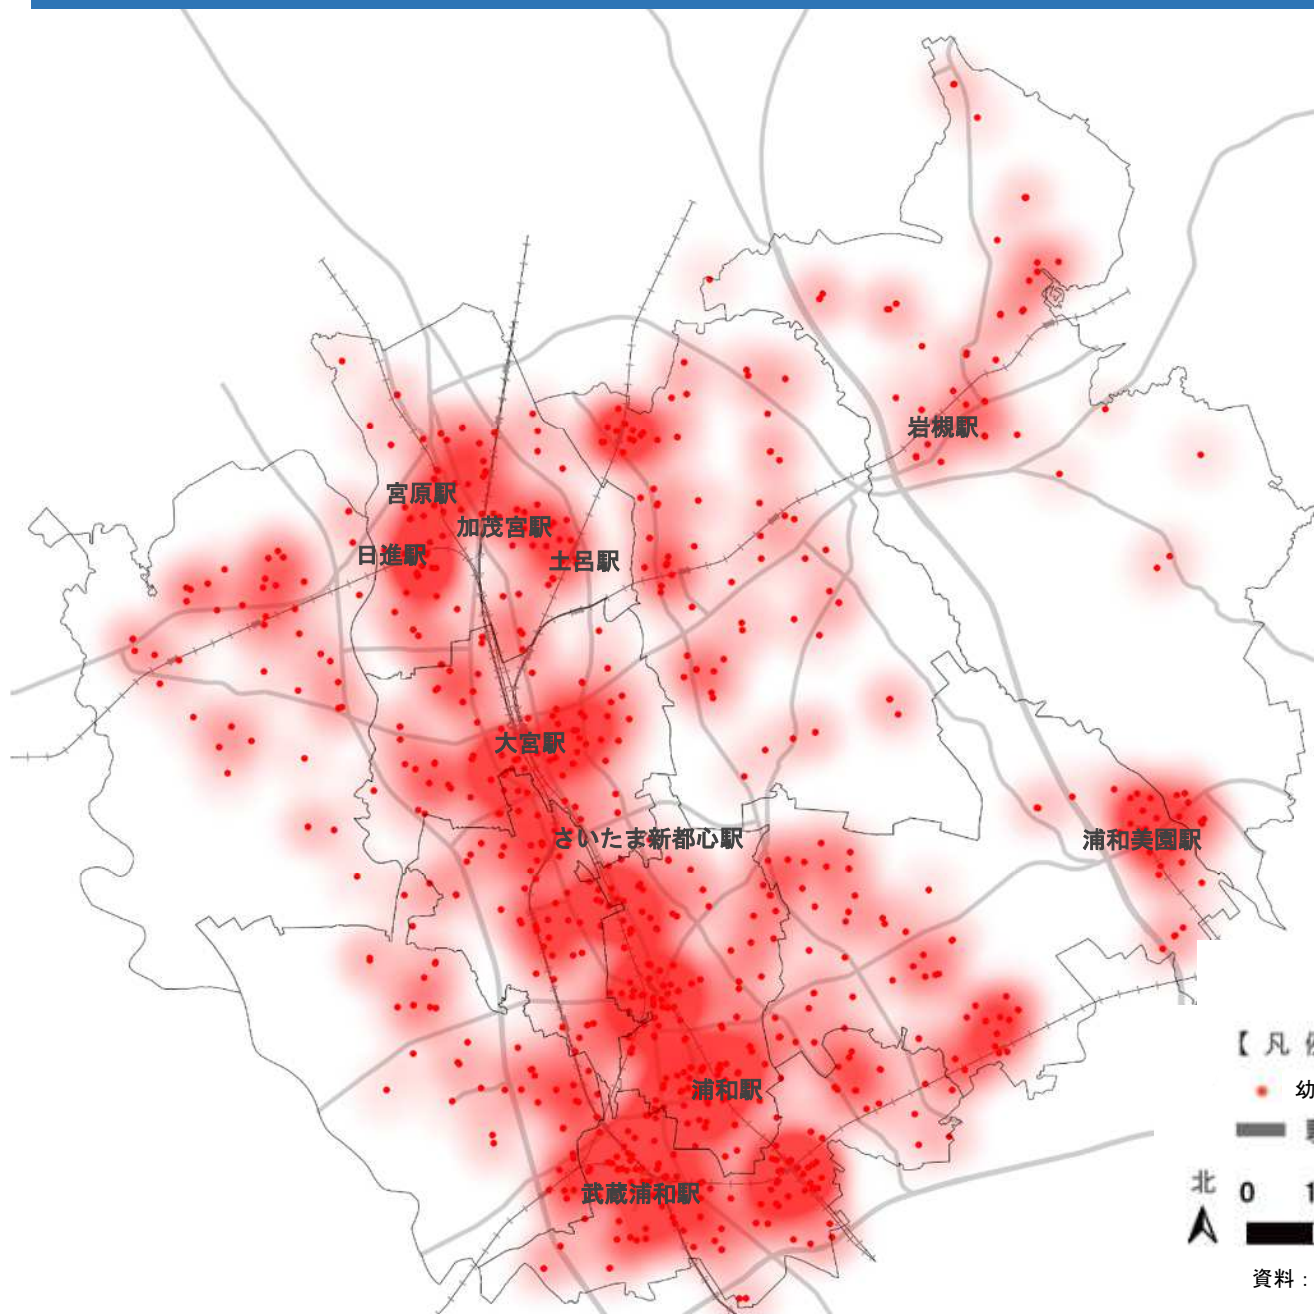 岩槻駅
宮原駅
加茂宮駅
日進駅
土呂駅
大宮駅
さいたま新都心駅
浦和美園駅
【 凡
浦和駅
幼
北
0 1
武蔵浦和駅
資料：